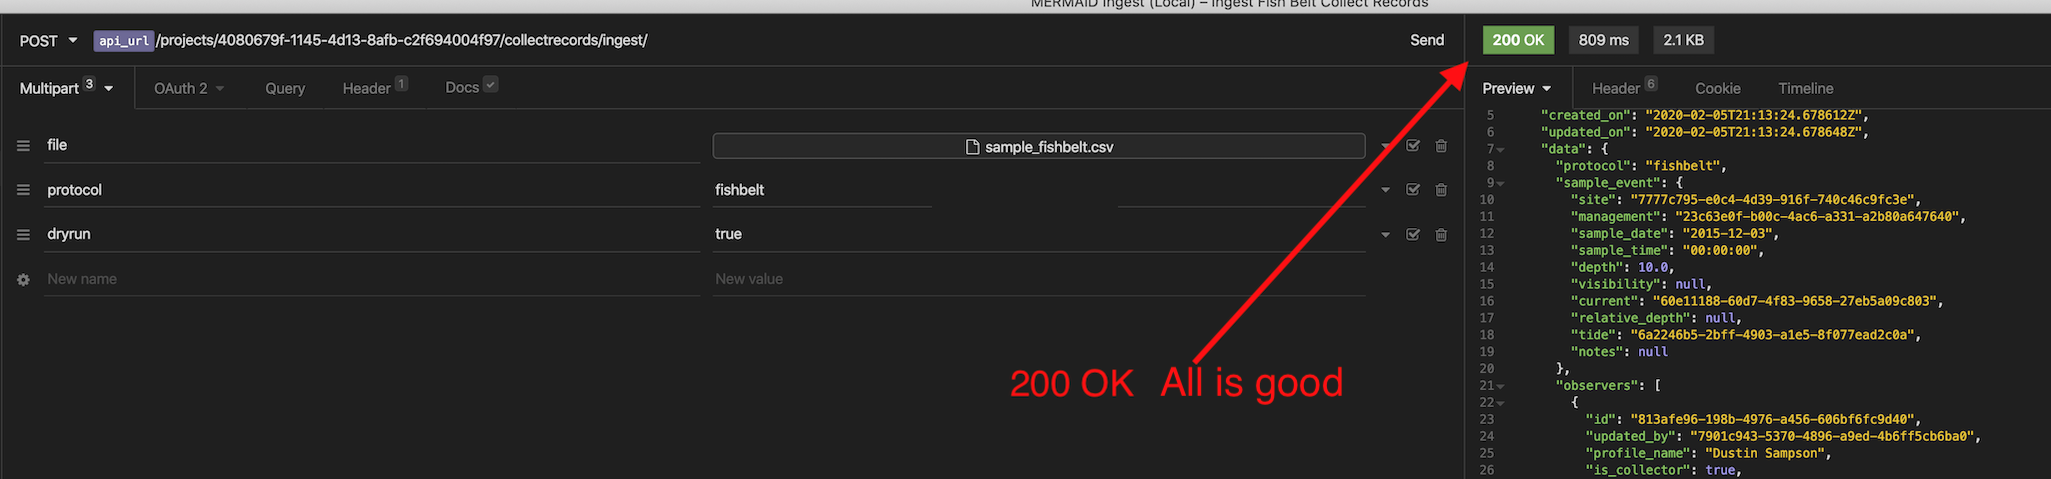 MERMAID Ingest (Local) – Ingest Fish Belt Collect Records
POST api_url/projects/4080679f-1145-4d13-8afb-c2f694004f97/collectrecords/ingest/ Send
Multipart 3 OAuth 2 Query Header 1 Docs
file sample_fishbelt.csv
protocol fishbelt
dryrun true
New name New value
200 OK All is good
200 OK 809 ms 2.1 KB
Preview Header 6 Cookie Timeline
5 "created_on": "2020-02-05T21:13:24.678612Z",
6 "updated_on": "2020-02-05T21:13:24.678648Z",
7 "data": {
8 "protocol": "fishbelt",
9 "sample_event": {
10 "site": "7777c795-e0c4-4d39-916f-740c46c9fc3e",
11 "management": "23c63e0f-b00c-4ac6-a331-a2b80a647640",
12 "sample_date": "2015-12-03",
13 "sample_time": "00:00:00",
14 "depth": 10.0,
15 "visibility": null,
16 "current": "60e11188-60d7-4f83-9658-27eb5a09c803",
17 "relative_depth": null,
18 "tide": "6a2246b5-2bff-4903-a1e5-8f077ead2c0a",
19 "notes": null
20 },
21 "observers": [
22 {
23 "id": "813afe96-198b-4976-a456-606bf6fc9d40",
24 "updated_by": "7901c943-5370-4896-a9ed-4b6ff5cb6ba0",
25 "profile_name": "Dustin Sampson",
26 "is_collector": true,